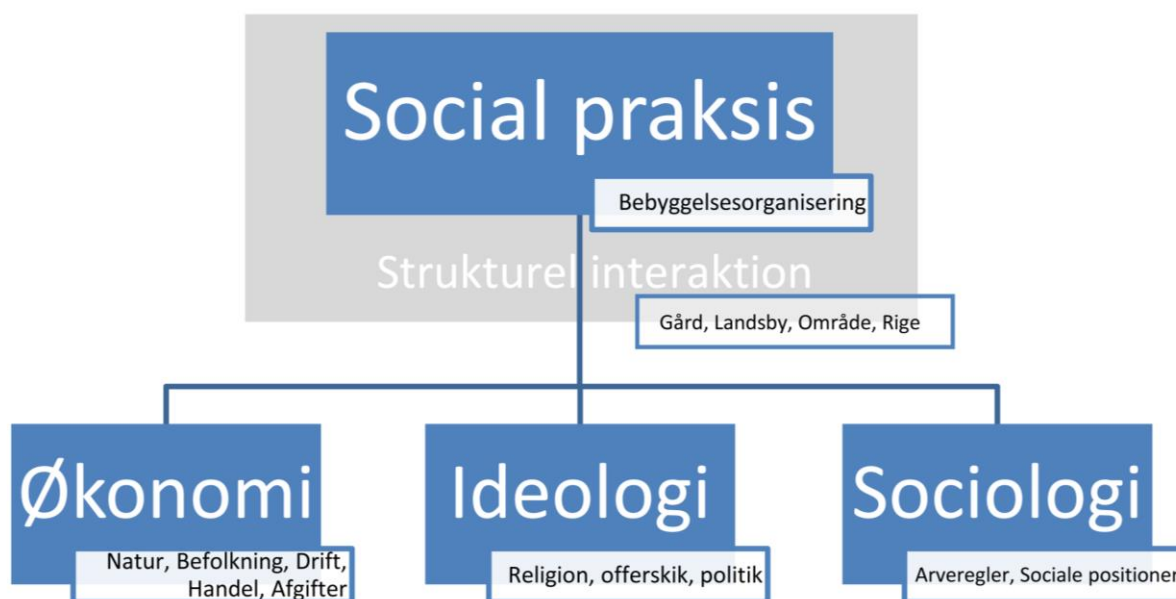 Social praksis
Bebyggelsesorganisering
Strukturel interaktion
Gård, Landsby, Område, Rige
Økonomi
Natur, Befolkning, Drift,
Handel, Afgifter
Ideologi
Religion, offerskik, politik
Sociologi
Arveregler, Sociale positioner